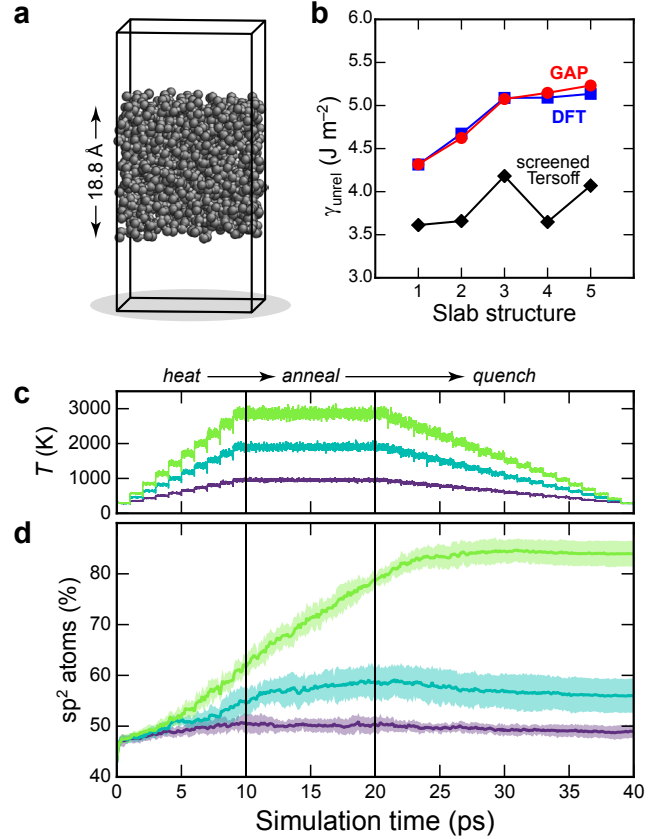 a
18.8 Å
b
γunrel (J m⁻²)
6.0
5.5
5.0
4.5
4.0
3.5
3.0
GAP
DFT
screened
Tersoff
1 2 3 4 5
Slab structure
heat anneal quench
c
T (K)
3000
2000
1000
d
sp² atoms (%)
80
70
60
50
40
0 5 10 15 20 25 30 35 40
Simulation time (ps)